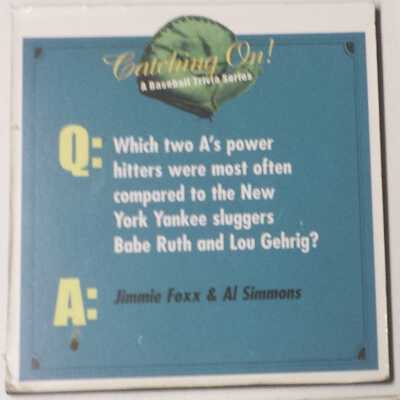 Catching On!
A Baseball Trivia Series
Q: Which two A's power
hitters were most often
compared to the New
York Yankee sluggers
Babe Ruth and Lou Gehrig?
A: Jimmie Foxx & Al Simmons